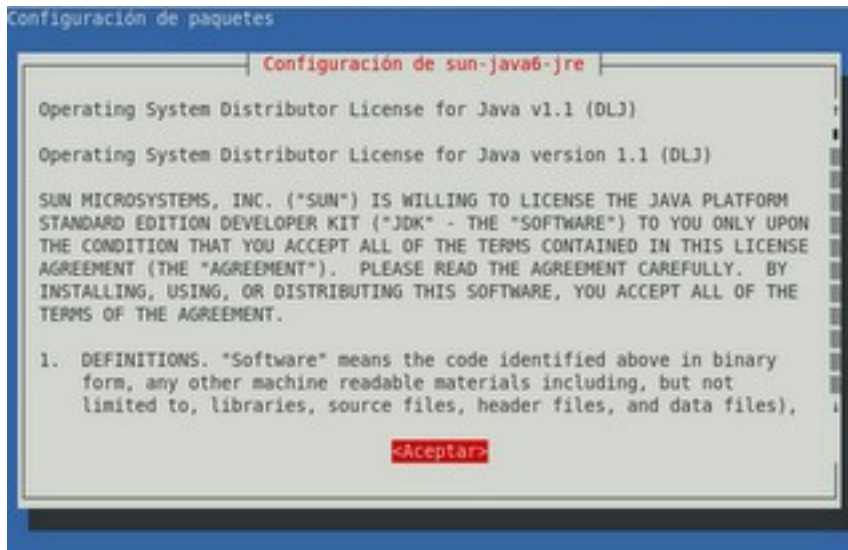 Configuración de paquetes
Configuración de sun-java6-jre
Operating System Distributor License for Java v1.1 (DLJ)
Operating System Distributor License for Java version 1.1 (DLJ)
SUN MICROSYSTEMS, INC. ("SUN") IS WILLING TO LICENSE THE JAVA PLATFORM
STANDARD EDITION DEVELOPER KIT ("JDK" - THE "SOFTWARE") TO YOU ONLY UPON
THE CONDITION THAT YOU ACCEPT ALL OF THE TERMS CONTAINED IN THIS LICENSE
AGREEMENT (THE "AGREEMENT").  PLEASE READ THE AGREEMENT CAREFULLY.  BY
INSTALLING, USING, OR DISTRIBUTING THIS SOFTWARE, YOU ACCEPT ALL OF THE
TERMS OF THE AGREEMENT.
1.  DEFINITIONS. "Software" means the code identified above in binary
form, any other machine readable materials including, but not
limited to, libraries, source files, header files, and data files),
<Aceptar>